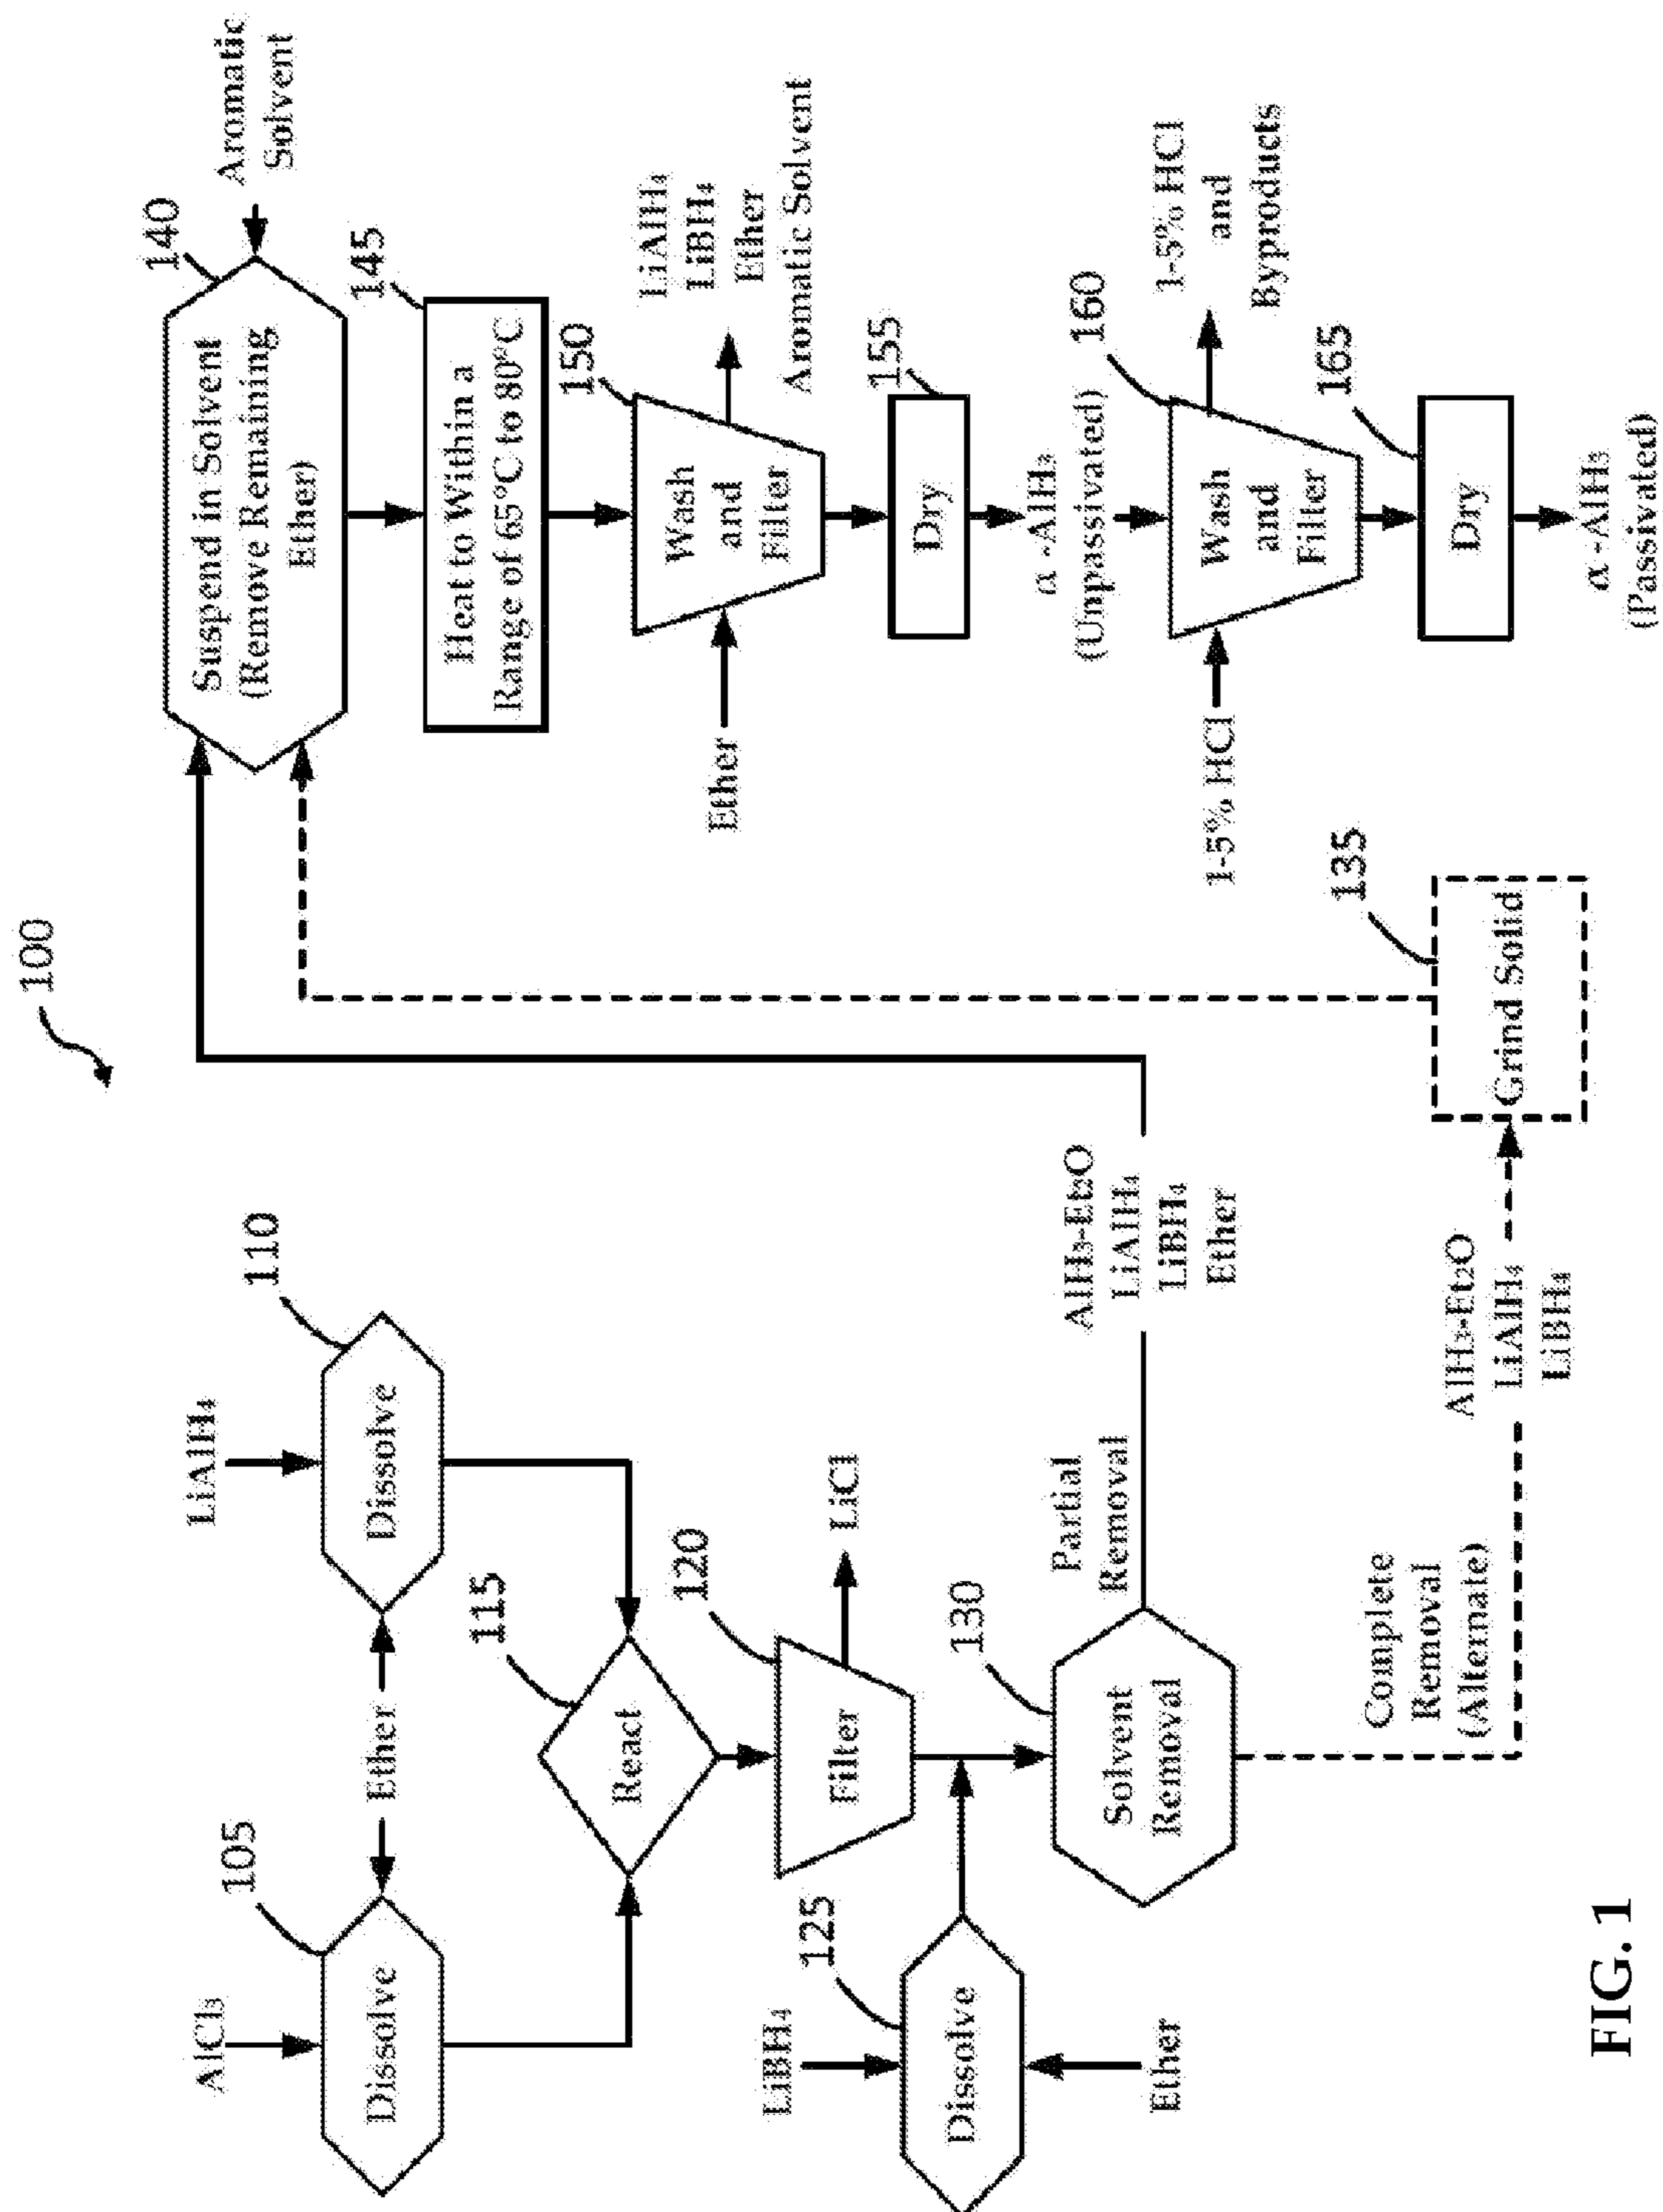 100
AlCl₃
105
Dissolve
Ether
LiAlH₄
110
Dissolve
115
React
120
Filter
LiCl
LiBH₄
125
Dissolve
Ether
130
Solvent
Removal
Partial
Removal
AlH₃-Et₂O
LiAlH₄
LiBH₄
Ether
Complete
Removal
(Alternate)
AlH₃-Et₂O
LiAlH₄
LiBH₄
135
Grind Solid
140
Aromatic
Solvent
Suspend in Solvent
(Remove Remaining
Ether)
145
Heat to Within a
Range of 65°C to 80°C
150
Ether
Wash
and
Filter
LiAlH₄
LiBH₄
Ether
Aromatic Solvent
155
Dry
α -AlH₃
(Unpassivated)
160
1-5% HCl
Wash
and
Filter
1-5% HCl
and
Byproducts
165
Dry
α -AlH₃
(Passivated)
FIG. 1